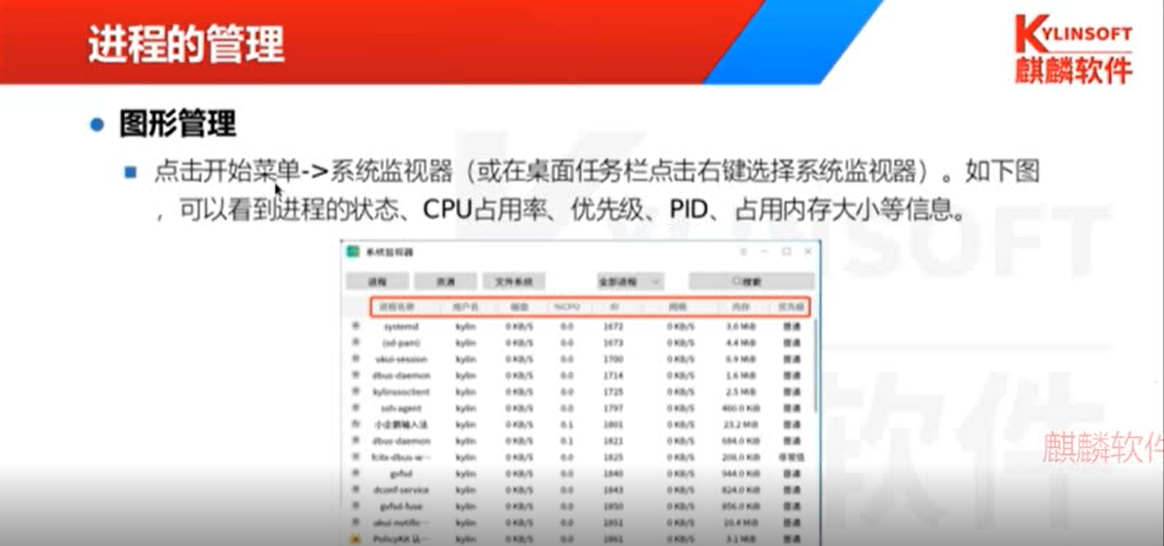 进程的管理
KYLINSOFT
麒麟软件
图形管理
点击开始菜单->系统监视器（或在桌面任务栏点击右键选择系统监视器）。如下图
，可以看到进程的状态、CPU占用率、优先级、PID、占用内存大小等信息。
系统监视器
进程 资源 文件系统 全部进程 搜索
进程名称 用户名 磁盘 %CPU ID 网络 内存 优先级
systemd kylin 0 KB/S 0.0 1672 0 KB/S 3.6 MiB 普通
(sd-pam) kylin 0 KB/S 0.0 1673 0 KB/S 4.4 MiB 普通
ukui-session kylin 0 KB/S 0.0 1700 0 KB/S 8.9 MiB 普通
dbus-daemon kylin 0 KB/S 0.0 1714 0 KB/S 1.6 MiB 普通
kylinssoclient kylin 0 KB/S 0.0 1725 0 KB/S 2.5 MiB 普通
ssh-agent kylin 0 KB/S 0.0 1797 0 KB/S 460.0 KiB 普通
小企鹅输入法 kylin 0 KB/S 0.1 1801 0 KB/S 23.2 MiB 普通
dbus-daemon kylin 0 KB/S 0.1 1821 0 KB/S 684.0 KiB 普通
fcitx-dbus-w··· kylin 0 KB/S 0.0 1825 0 KB/S 208.0 KiB 非常低
gvfsd kylin 0 KB/S 0.0 1840 0 KB/S 944.0 KiB 普通
dconf-service kylin 0 KB/S 0.0 1843 0 KB/S 824.0 KiB 普通
gvfsd-fuse kylin 0 KB/S 0.0 1850 0 KB/S 856.0 KiB 普通
ukui-notific··· kylin 0 KB/S 0.0 1851 0 KB/S 10.4 MiB 普通
PolicyKit 认··· kylin 0 KB/S 0.0 1861 0 KB/S 3.1 MiB 普通
麒麟软件